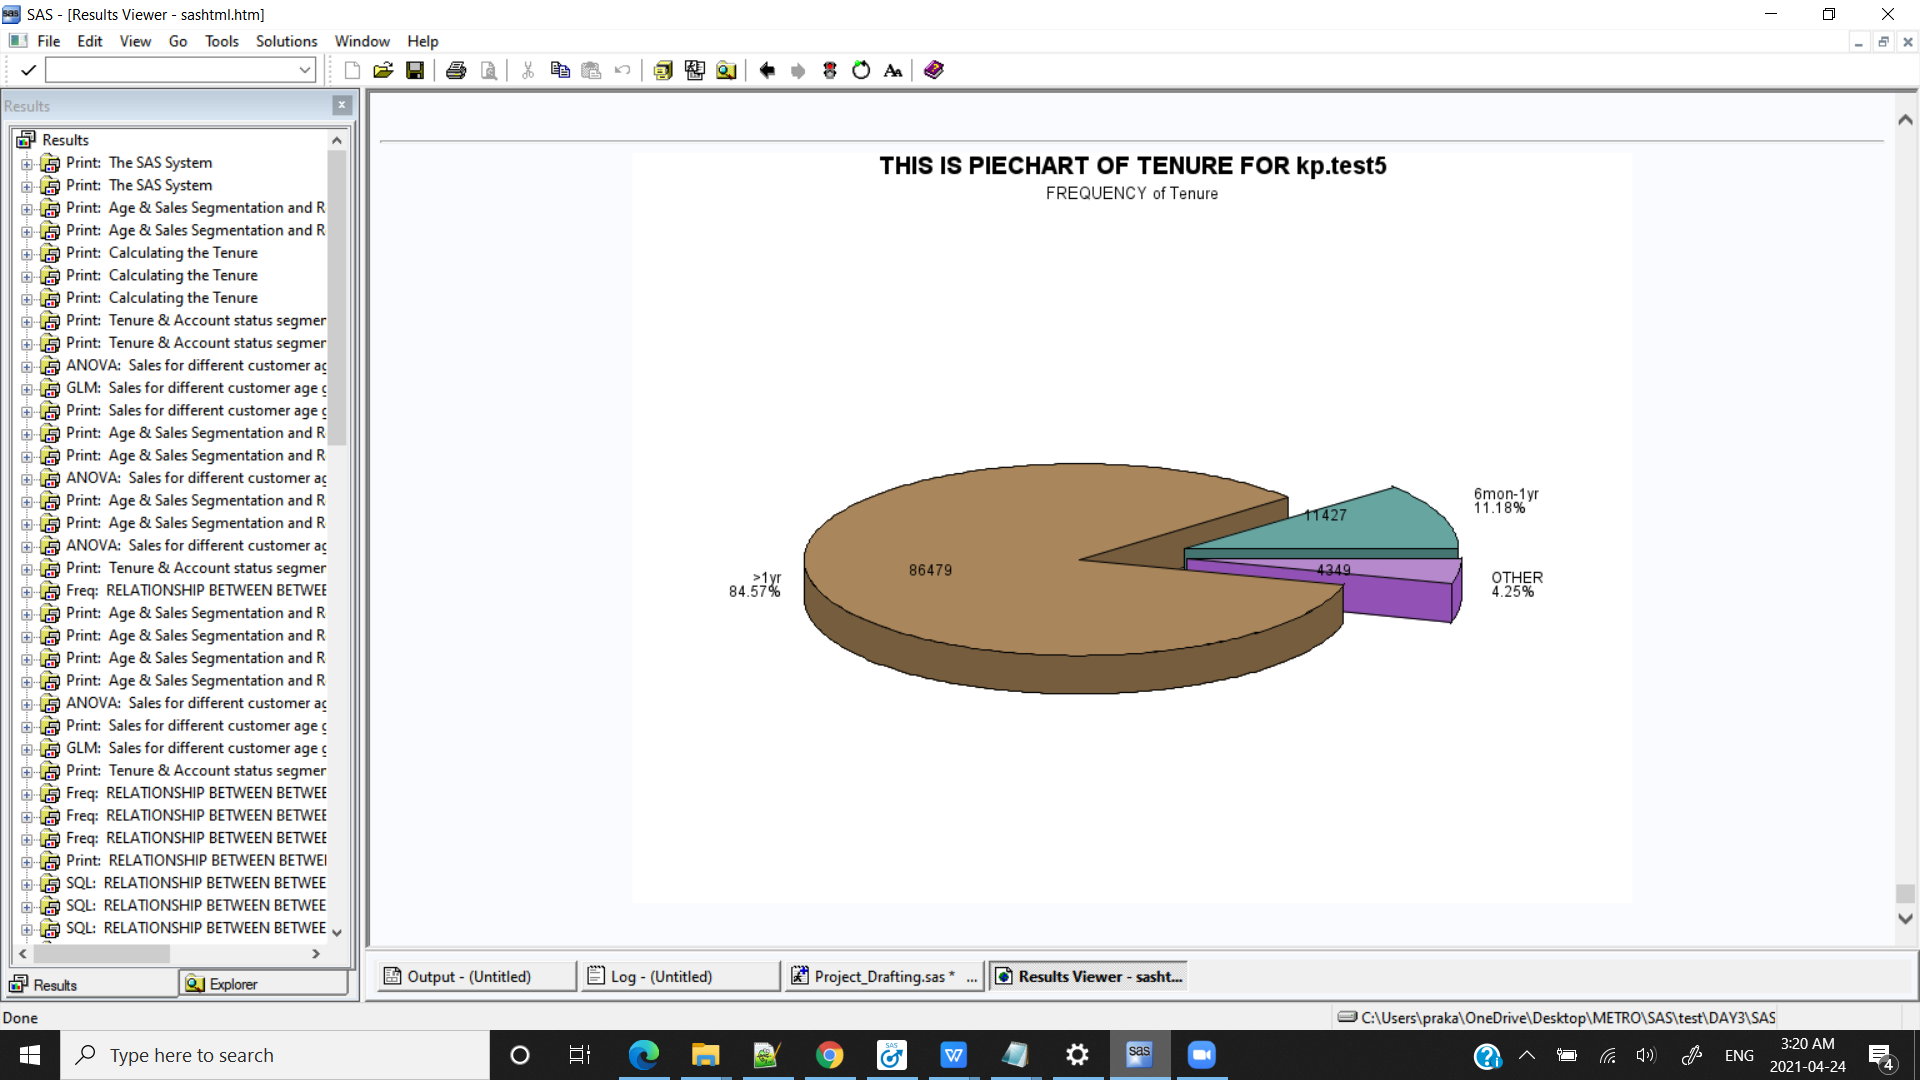 sas SAS - [Results Viewer - sashtml.htm]
File Edit View Go Tools Solutions Window Help
Results
Results
Print: The SAS System
Print: The SAS System
Print: Age & Sales Segmentation and R
Print: Age & Sales Segmentation and R
Print: Calculating the Tenure
Print: Calculating the Tenure
Print: Calculating the Tenure
Print: Tenure & Account status segmer
Print: Tenure & Account status segmer
ANOVA: Sales for different customer ag
GLM: Sales for different customer age g
Print: Sales for different customer age g
Print: Age & Sales Segmentation and R
Print: Age & Sales Segmentation and R
ANOVA: Sales for different customer ag
Print: Age & Sales Segmentation and R
Print: Age & Sales Segmentation and R
ANOVA: Sales for different customer ag
Print: Tenure & Account status segmer
Freq: RELATIONSHIP BETWEEN BETWEE
Print: Age & Sales Segmentation and R
Print: Age & Sales Segmentation and R
Print: Age & Sales Segmentation and R
Print: Age & Sales Segmentation and R
ANOVA: Sales for different customer ag
Print: Sales for different customer age g
GLM: Sales for different customer age g
Print: Tenure & Account status segmer
Freq: RELATIONSHIP BETWEEN BETWEE
Freq: RELATIONSHIP BETWEEN BETWEE
Freq: RELATIONSHIP BETWEEN BETWEE
Print: RELATIONSHIP BETWEEN BETWEI
SQL: RELATIONSHIP BETWEEN BETWEE
SQL: RELATIONSHIP BETWEEN BETWEE
SQL: RELATIONSHIP BETWEEN BETWEE
Results Explorer
THIS IS PIECHART OF TENURE FOR kp.test5
FREQUENCY of Tenure
6mon-1yr
11.18%
11427
4349
OTHER
4.25%
86479
>1yr
84.57%
Output - (Untitled) Log - (Untitled) Project_Drafting.sas * ... Results Viewer - sasht...
Done
C:\Users\praka\OneDrive\Desktop\METRO\SAS\test\DAY3\SAS
Type here to search
SAS
W
sas
ENG
3:20 AM
2021-04-24
4